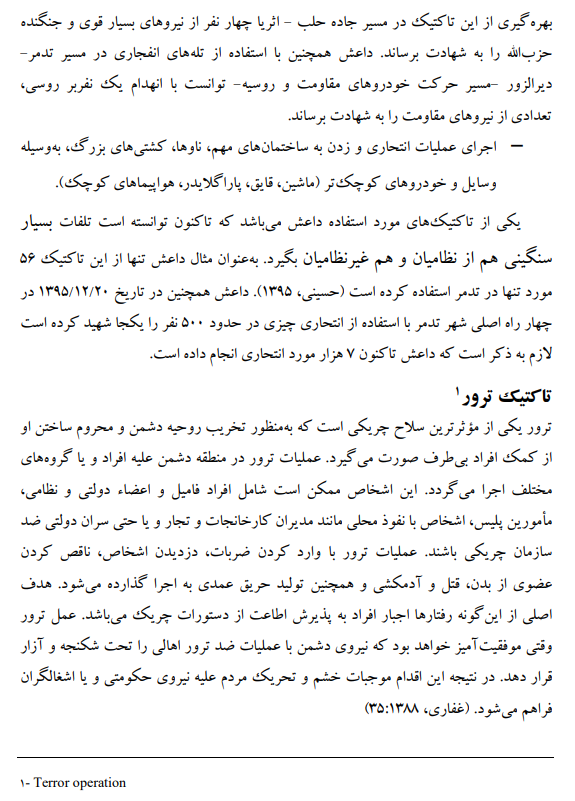 بهره‌گیری از این تاکتیک در مسیر جاده حلب – اثریا چهار نفر از نیروهای بسیار قوی و جنگنده
حزب‌الله را به شهادت برساند. داعش همچنین با استفاده از تله‌های انفجاری در مسیر تدمر–
دیرالزور –مسیر حرکت خودروهای مقاومت و روسیه– توانست با انهدام یک نفربر روسی،
تعدادی از نیروهای مقاومت را به شهادت برساند.
– اجرای عملیات انتحاری و زدن به ساختمان‌های مهم، ناوها، کشتی‌های بزرگ، به‌وسیله
وسایل و خودروهای کوچک‌تر (ماشین، قایق، پاراگلایدر، هواپیماهای کوچک).
یکی از تاکتیک‌های مورد استفاده داعش می‌باشد که تاکنون توانسته است تلفات بسیار
سنگینی هم از نظامیان و هم غیرنظامیان بگیرد. به‌عنوان مثال داعش تنها از این تاکتیک ۵۶
مورد تنها در تدمر استفاده کرده است (حسینی، ۱۳۹۵). داعش همچنین در تاریخ ۱۳۹۵/۱۲/۲۰ در
چهار راه اصلی شهر تدمر با استفاده از انتحاری چیزی در حدود ۵۰۰ نفر را یکجا شهید کرده است
لازم به ذکر است که داعش تاکنون ۷ هزار مورد انتحاری انجام داده است.
تاکتیک ترور۱
ترور یکی از مؤثرترین سلاح چریکی است که به‌منظور تخریب روحیه دشمن و محروم ساختن او
از کمک افراد بی‌طرف صورت می‌گیرد. عملیات ترور در منطقه دشمن علیه افراد و یا گروه‌های
مختلف اجرا می‌گردد. این اشخاص ممکن است شامل افراد فامیل و اعضاء دولتی و نظامی،
مأمورین پلیس، اشخاص با نفوذ محلی مانند مدیران کارخانجات و تجار و یا حتی سران دولتی ضد
سازمان چریکی باشند. عملیات ترور با وارد کردن ضربات، دزدیدن اشخاص، ناقص کردن
عضوی از بدن، قتل و آدمکشی و همچنین تولید حریق عمدی به اجرا گذارده می‌شود. هدف
اصلی از این‌گونه رفتارها اجبار افراد به پذیرش اطاعت از دستورات چریک می‌باشد. عمل ترور
وقتی موفقیت‌آمیز خواهد بود که نیروی دشمن با عملیات ضد ترور اهالی را تحت شکنجه و آزار
قرار دهد. در نتیجه این اقدام موجبات خشم و تحریک مردم علیه نیروی حکومتی و یا اشغالگران
فراهم می‌شود. (غفاری، ۳۵:۱۳۸۸)
۱- Terror operation